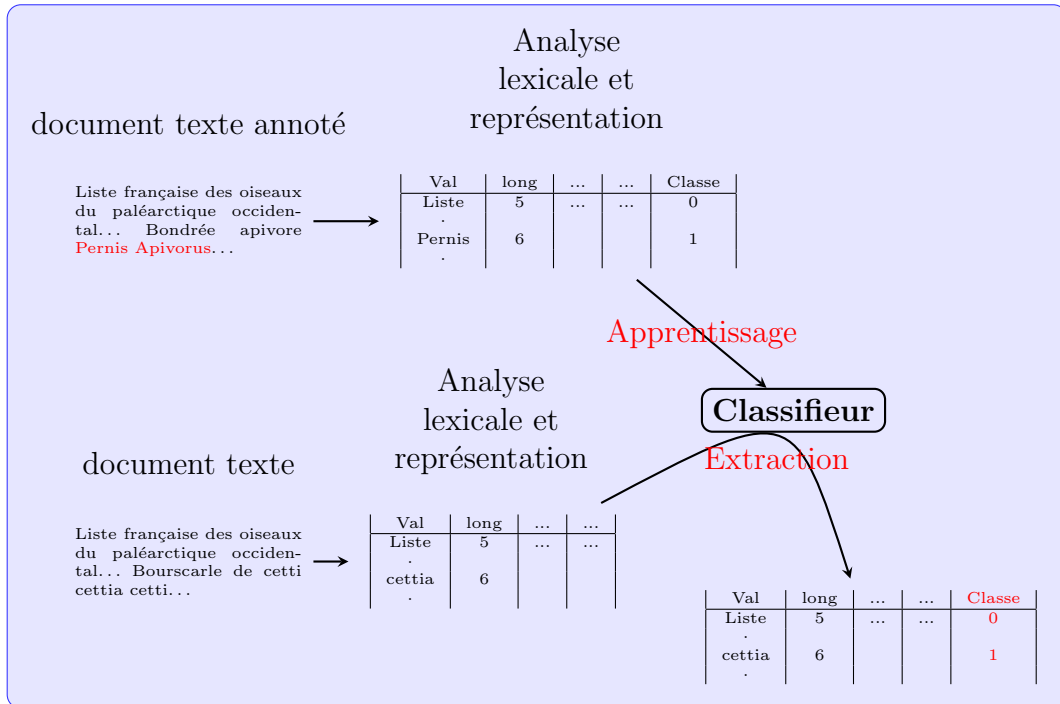 Analyse
lexicale et
représentation
document texte annoté
Liste française des oiseaux
du paléarctique occiden-
tal... Bondrée apivore
Pernis Apivorus...
Val long ... ... Classe
Liste 5 ... ... 0
.
Pernis 6 1
.
Apprentissage
Classifieur
Extraction
Analyse
lexicale et
représentation
document texte
Liste française des oiseaux
du paléarctique occiden-
tal... Bourscarle de cetti
cettia cetti...
Val long ... ...
Liste 5 ... ...
.
cettia 6
.
Val long ... ... Classe
Liste 5 ... ... 0
.
cettia 6 1
.